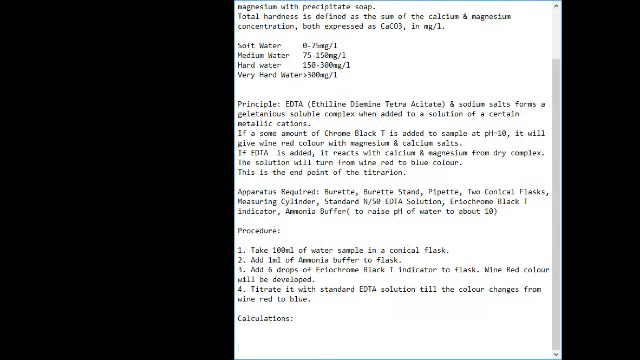 magnesium with precipitate soap.
Total hardness is defined as the sum of the calcium & magnesium
concentration, both expressed as CaCO3, in mg/l.
Soft Water 0-75mg/l
Medium Water 75-150mg/l
Hard water 150-300mg/l
Very Hard Water>300mg/l
Principle: EDTA (Ethiline Diemine Tetra Acitate) & sodium salts forms a
geletanious soluble complex when added to a solution of a certain
metallic cations.
If a some amount of Chrome Black T is added to sample at pH-10, it will
give wine red colour with magnesium & calcium salts.
If EDTA is added, it reacts with calcium & magnesium from dry complex.
The solution will turn from wine red to blue colour.
This is the end point of the titrarion.
Apparatus Required: Burette, Burette Stand, Pipette, Two Conical Flasks,
Measuring Cylinder, Standard N/50 EDTA Solution, Eriochrome Black T
indicator, Ammonia Buffer( to raise pH of water to about 10)
Procedure:
1. Take 100ml of water sample in a conical flask.
2. Add 1ml of Ammonia buffer to flask.
3. Add 6 drops of Eriochrome Black T indicator to flask. Wine Red colour
will be developed.
4. Titrate it with standard EDTA solution till the colour changes from
wine red to blue.
Calculations: